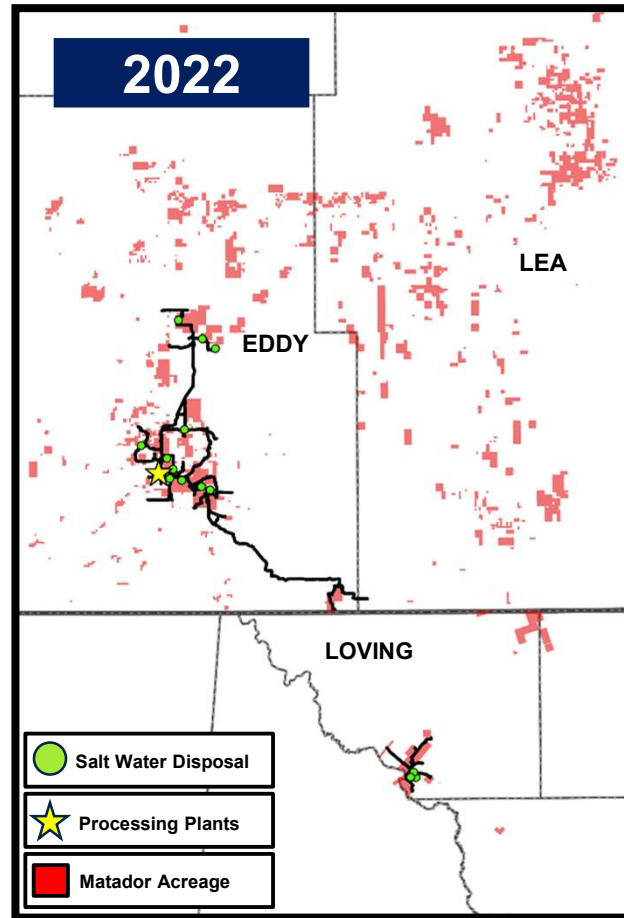 2022
LEA
EDDY
LOVING
Salt Water Disposal
Processing Plants
Matador Acreage